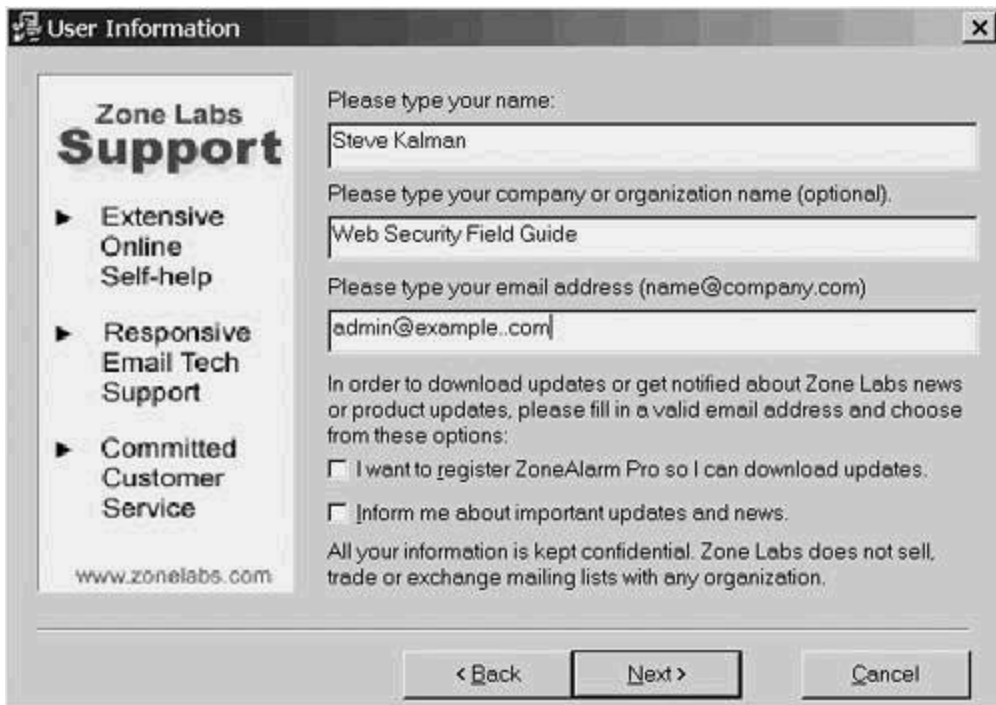 User Information
Zone Labs
Support
Extensive
Online
Self-help
Responsive
Email Tech
Support
Committed
Customer
Service
www.zonelabs.com
Please type your name:
Steve Kalman
Please type your company or organization name (optional).
Web Security Field Guide
Please type your email address (name@company.com)
admin@example..com
In order to download updates or get notified about Zone Labs news
or product updates, please fill in a valid email address and choose
from these options:
I want to register ZoneAlarm Pro so I can download updates.
Inform me about important updates and news.
All your information is kept confidential. Zone Labs does not sell,
trade or exchange mailing lists with any organization.
< Back
Next >
Cancel